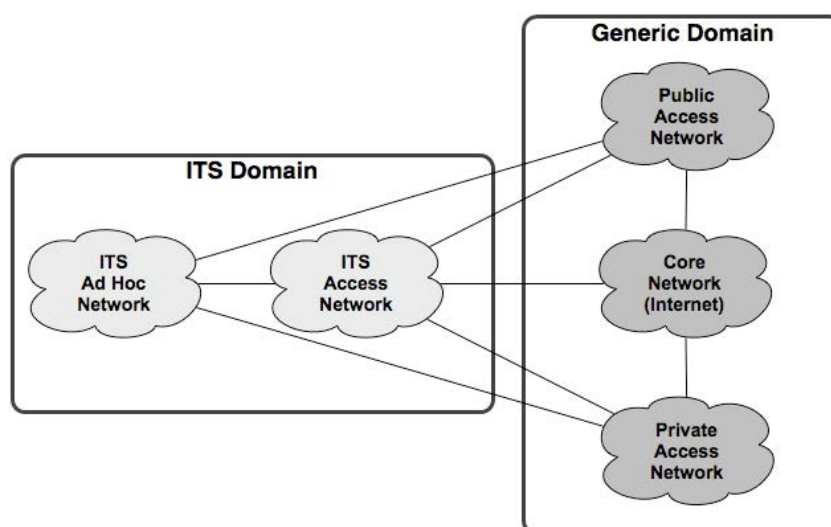 Generic Domain
Public
Access
Network
ITS Domain
ITS
Ad Hoc
Network
ITS
Access
Network
Core
Network
(Internet)
Private
Access
Network